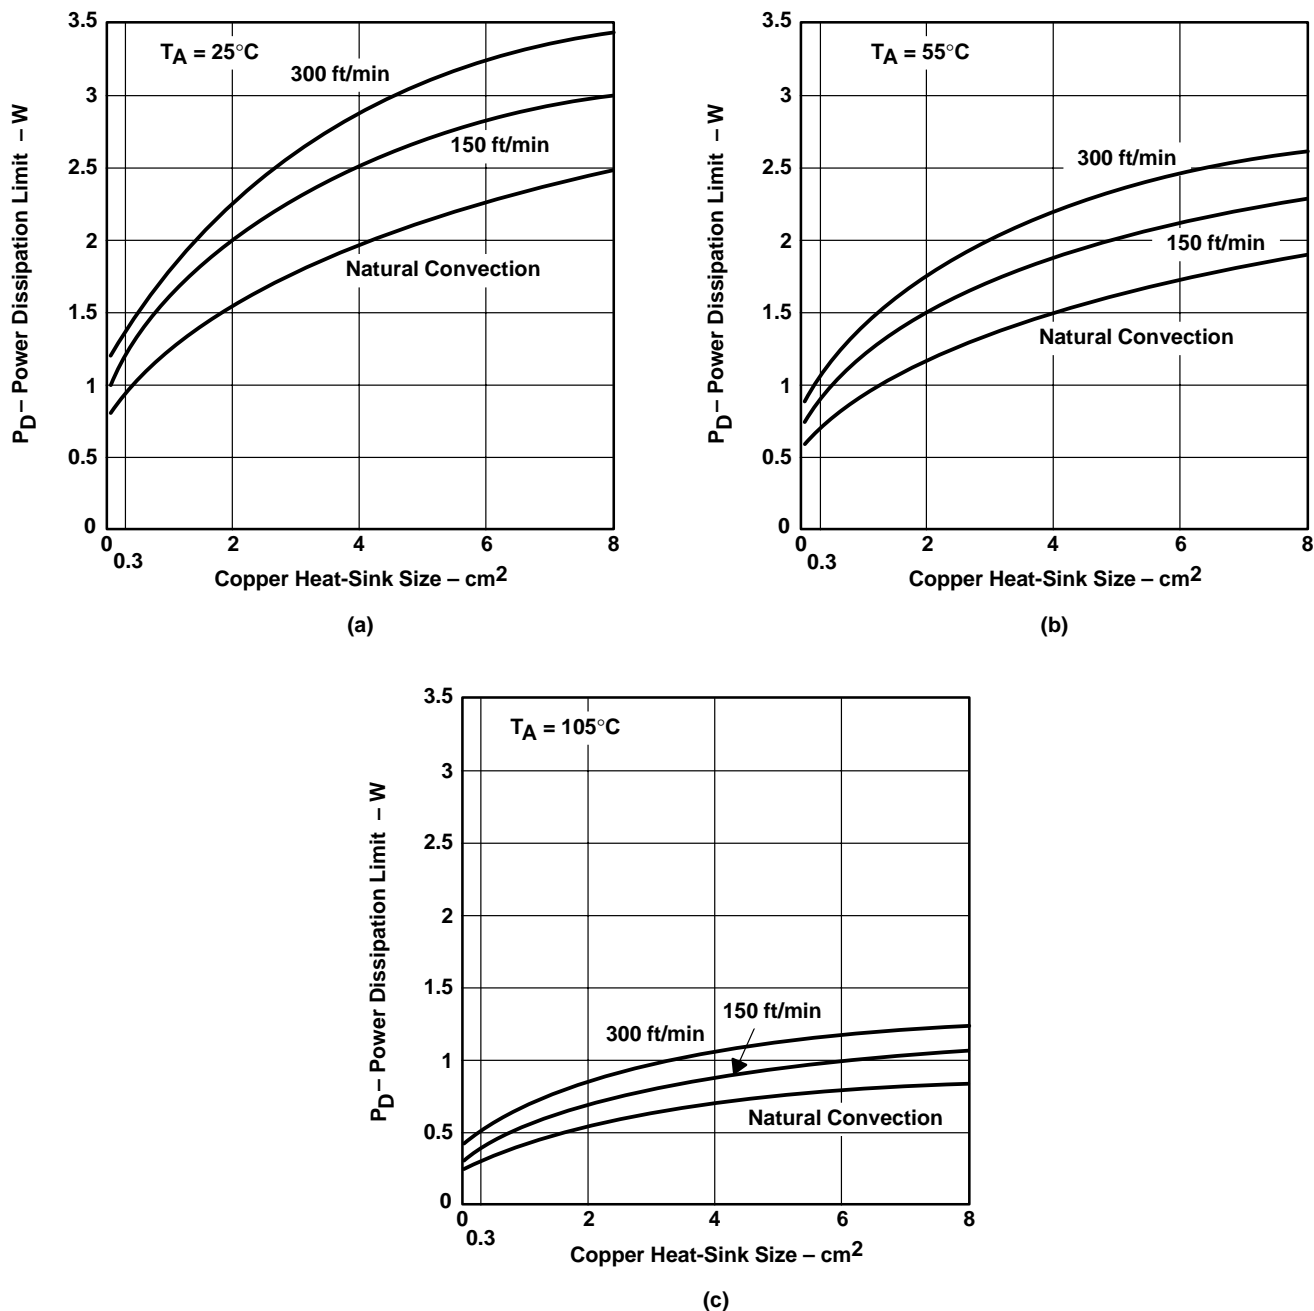 3.5
3
2.5
2
1.5
1
0.5
0
T_A = 25°C
300 ft/min
150 ft/min
Natural Convection
P_D – Power Dissipation Limit – W
0 2 4 6 8
0.3
Copper Heat-Sink Size – cm²
(a)
3.5
3
2.5
2
1.5
1
0.5
0
T_A = 55°C
300 ft/min
150 ft/min
Natural Convection
P_D – Power Dissipation Limit – W
0 2 4 6 8
0.3
Copper Heat-Sink Size – cm²
(b)
3.5
3
2.5
2
1.5
1
0.5
0
T_A = 105°C
150 ft/min
300 ft/min
Natural Convection
P_D – Power Dissipation Limit – W
0 2 4 6 8
0.3
Copper Heat-Sink Size – cm²
(c)